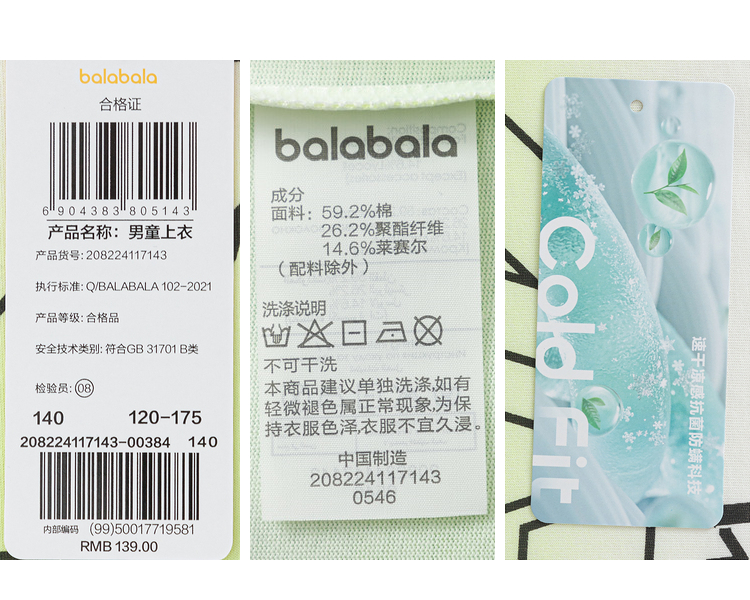 balabala
合格证
6 904383 805143
产品名称: 男童上衣
产品货号: 208224117143
执行标准: Q/BALABALA 102-2021
产品等级: 合格品
安全技术类别: 符合GB 31701 B类
检验员: 08
140 120-175
208224117143-00384 140
内部编码 (99)50017719581
RMB 139.00
balabala
成分
面料: 59.2%棉
26.2%聚酯纤维
14.6%莱赛尔
(配料除外)
洗涤说明
不可干洗
本商品建议单独洗涤,如有
轻微褪色属正常现象,为保
持衣服色泽,衣服不宜久浸。
中国制造
208224117143
0546
Cold Fit
速干凉感抗菌防螨科技